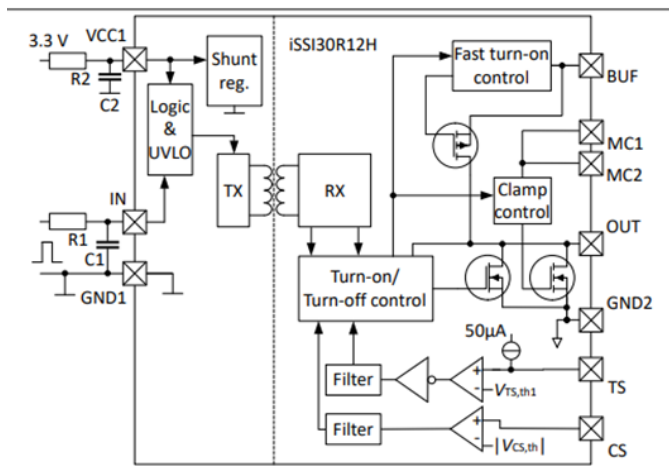 3.3 V
VCC1
iSSI30R12H
R2
C2
Shunt
reg.
Logic
&
UVLO
Fast turn-on
control
BUF
MC1
MC2
IN
TX
RX
Clamp
control
OUT
R1
C1
GND1
Turn-on/
Turn-off control
GND2
50µA
Filter
+
-
VTS,th1
TS
Filter
+
-
|VCS,th|
CS